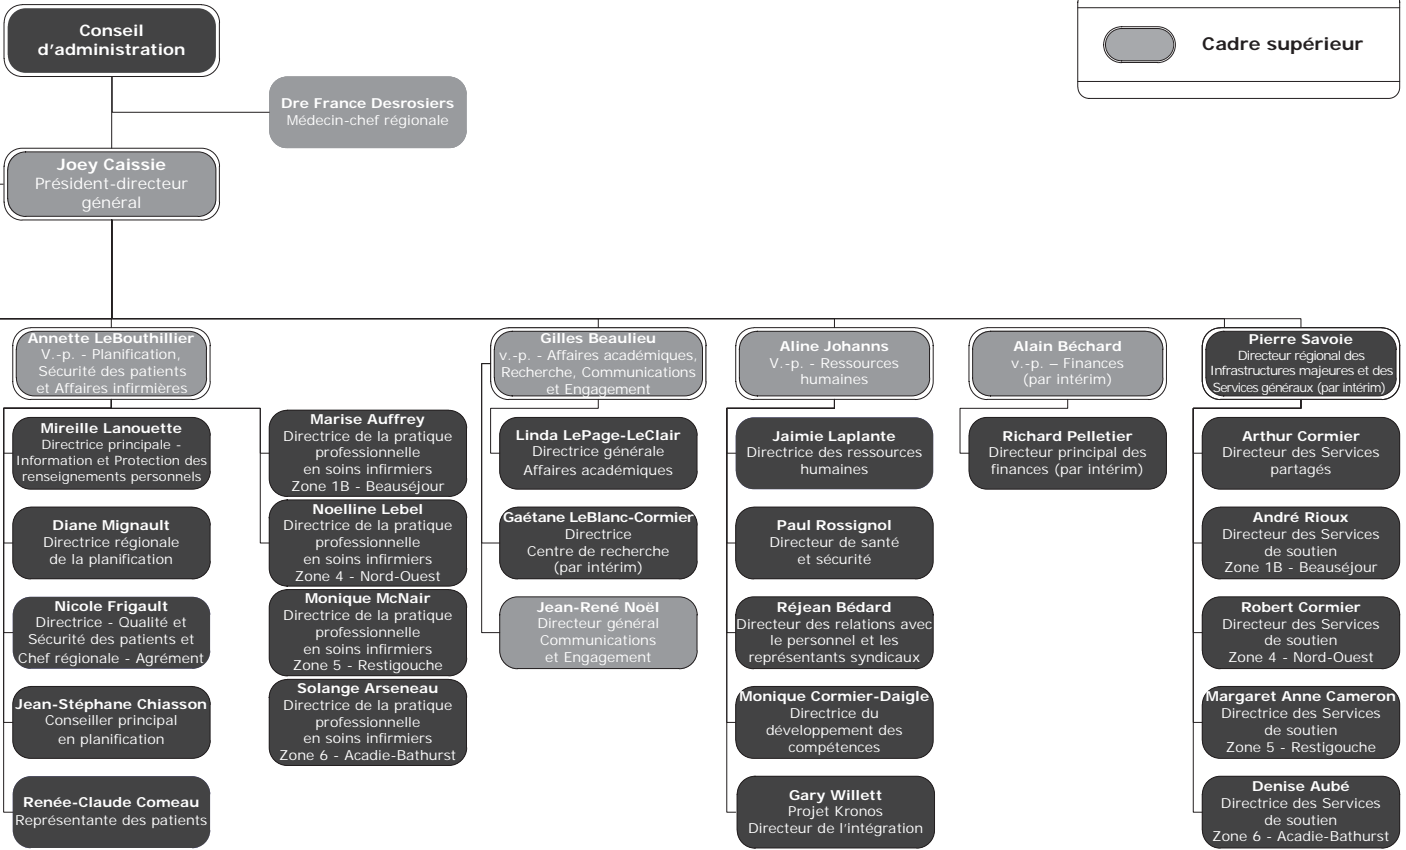 Conseil
d'administration
Cadre supérieur
Dre France Desrosiers
Médecin-chef régionale
Joey Caissie
Président-directeur
général
Annette LeBouthillier
V.-p. - Planification,
Sécurité des patients
et Affaires infirmières
Mireille Lanouette
Directrice principale -
Information et Protection des
renseignements personnels
Diane Mignault
Directrice régionale
de la planification
Nicole Frigault
Directrice - Qualité et
Sécurité des patients et
Chef régionale - Agrément
Jean-Stéphane Chiasson
Conseiller principal
en planification
Renée-Claude Comeau
Représentante des patients
Marise Auffrey
Directrice de la pratique
professionnelle
en soins infirmiers
Zone 1B - Beauséjour
Noelline Lebel
Directrice de la pratique
professionnelle
en soins infirmiers
Zone 4 - Nord-Ouest
Monique McNair
Directrice de la pratique
professionnelle
en soins infirmiers
Zone 5 - Restigouche
Solange Arseneau
Directrice de la pratique
professionnelle
en soins infirmiers
Zone 6 - Acadie-Bathurst
Gilles Beaulieu
v.-p. - Affaires académiques,
Recherche, Communications
et Engagement
Linda LePage-LeClair
Directrice générale
Affaires académiques
Gaétane LeBlanc-Cormier
Directrice
Centre de recherche
(par intérim)
Jean-René Noël
Directeur général
Communications
et Engagement
Aline Johanns
V.-p. - Ressources
humaines
Jaimie Laplante
Directrice des ressources
humaines
Paul Rossignol
Directeur de santé
et sécurité
Réjean Bédard
Directeur des relations avec
le personnel et les
représentants syndicaux
Monique Cormier-Daigle
Directrice du
développement des
compétences
Gary Willett
Projet Kronos
Directeur de l'intégration
Alain Béchard
v.-p. – Finances
(par intérim)
Richard Pelletier
Directeur principal des
finances (par intérim)
Pierre Savoie
Directeur régional des
Infrastructures majeures et des
Services généraux (par intérim)
Arthur Cormier
Directeur des Services
partagés
André Rioux
Directeur des Services
de soutien
Zone 1B - Beauséjour
Robert Cormier
Directeur des Services
de soutien
Zone 4 - Nord-Ouest
Margaret Anne Cameron
Directrice des Services
de soutien
Zone 5 - Restigouche
Denise Aubé
Directrice des Services
de soutien
Zone 6 - Acadie-Bathurst